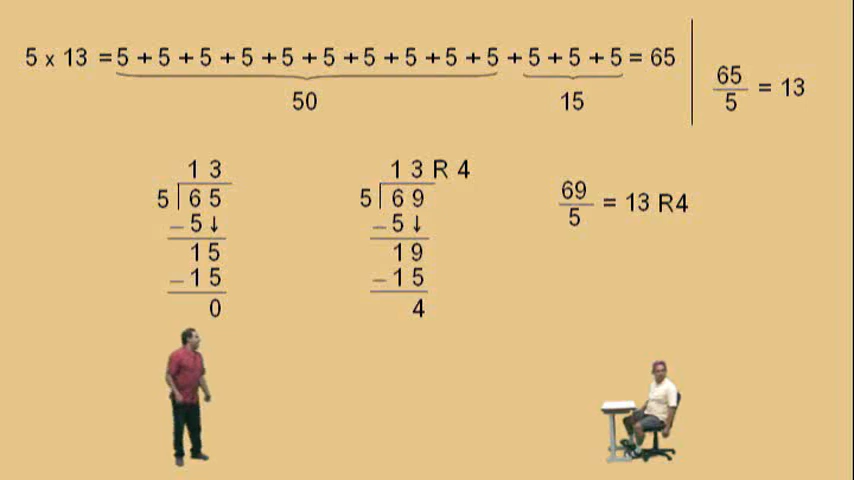 5 x 13 = 5 + 5 + 5 + 5 + 5 + 5 + 5 + 5 + 5 + 5 + 5 + 5 + 5 = 65
50 15
65
5 = 13
1 3
5 6 5
– 5 ↓
1 5
– 1 5
0
1 3 R 4
5 6 9
– 5 ↓
1 9
– 1 5
4
69
5 = 13 R4